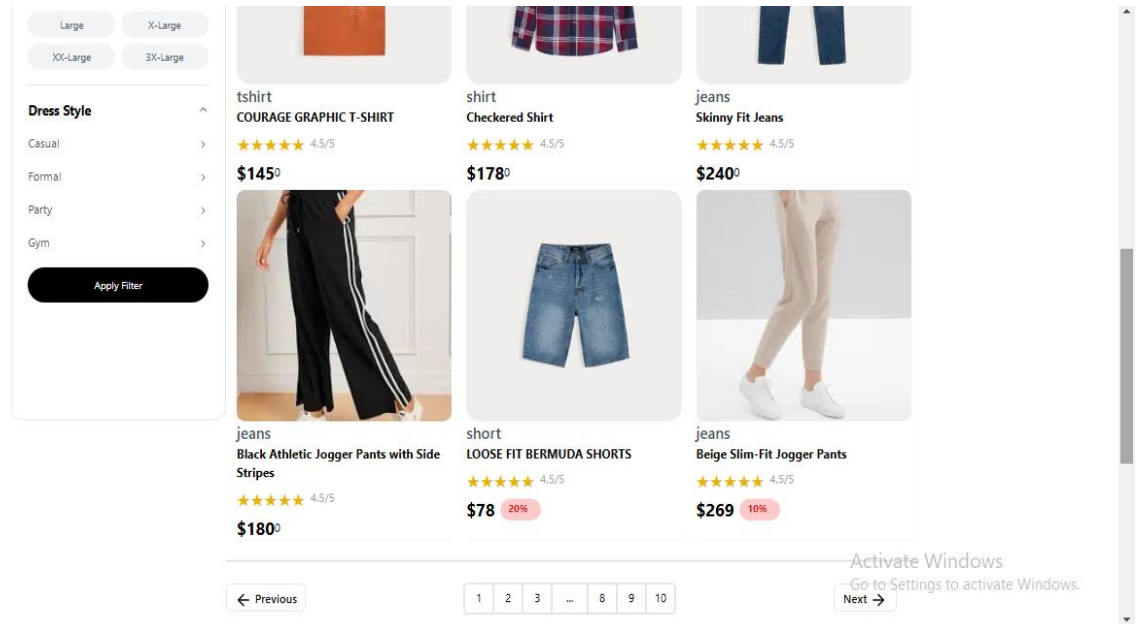 Large
X-Large
XX-Large
3X-Large
Dress Style
Casual
Formal
Party
Gym
Apply Filter
tshirt
COURAGE GRAPHIC T-SHIRT
4.5/5
$1450
shirt
Checkered Shirt
4.5/5
$1780
jeans
Skinny Fit Jeans
4.5/5
$2400
jeans
Black Athletic Jogger Pants with Side
Stripes
4.5/5
$1800
short
LOOSE FIT BERMUDA SHORTS
4.5/5
$78 20%
jeans
Beige Slim-Fit Jogger Pants
4.5/5
$269 10%
Activate Windows
Go to Settings to activate Windows.
Previous
1 2 3 ... 8 9 10
Next